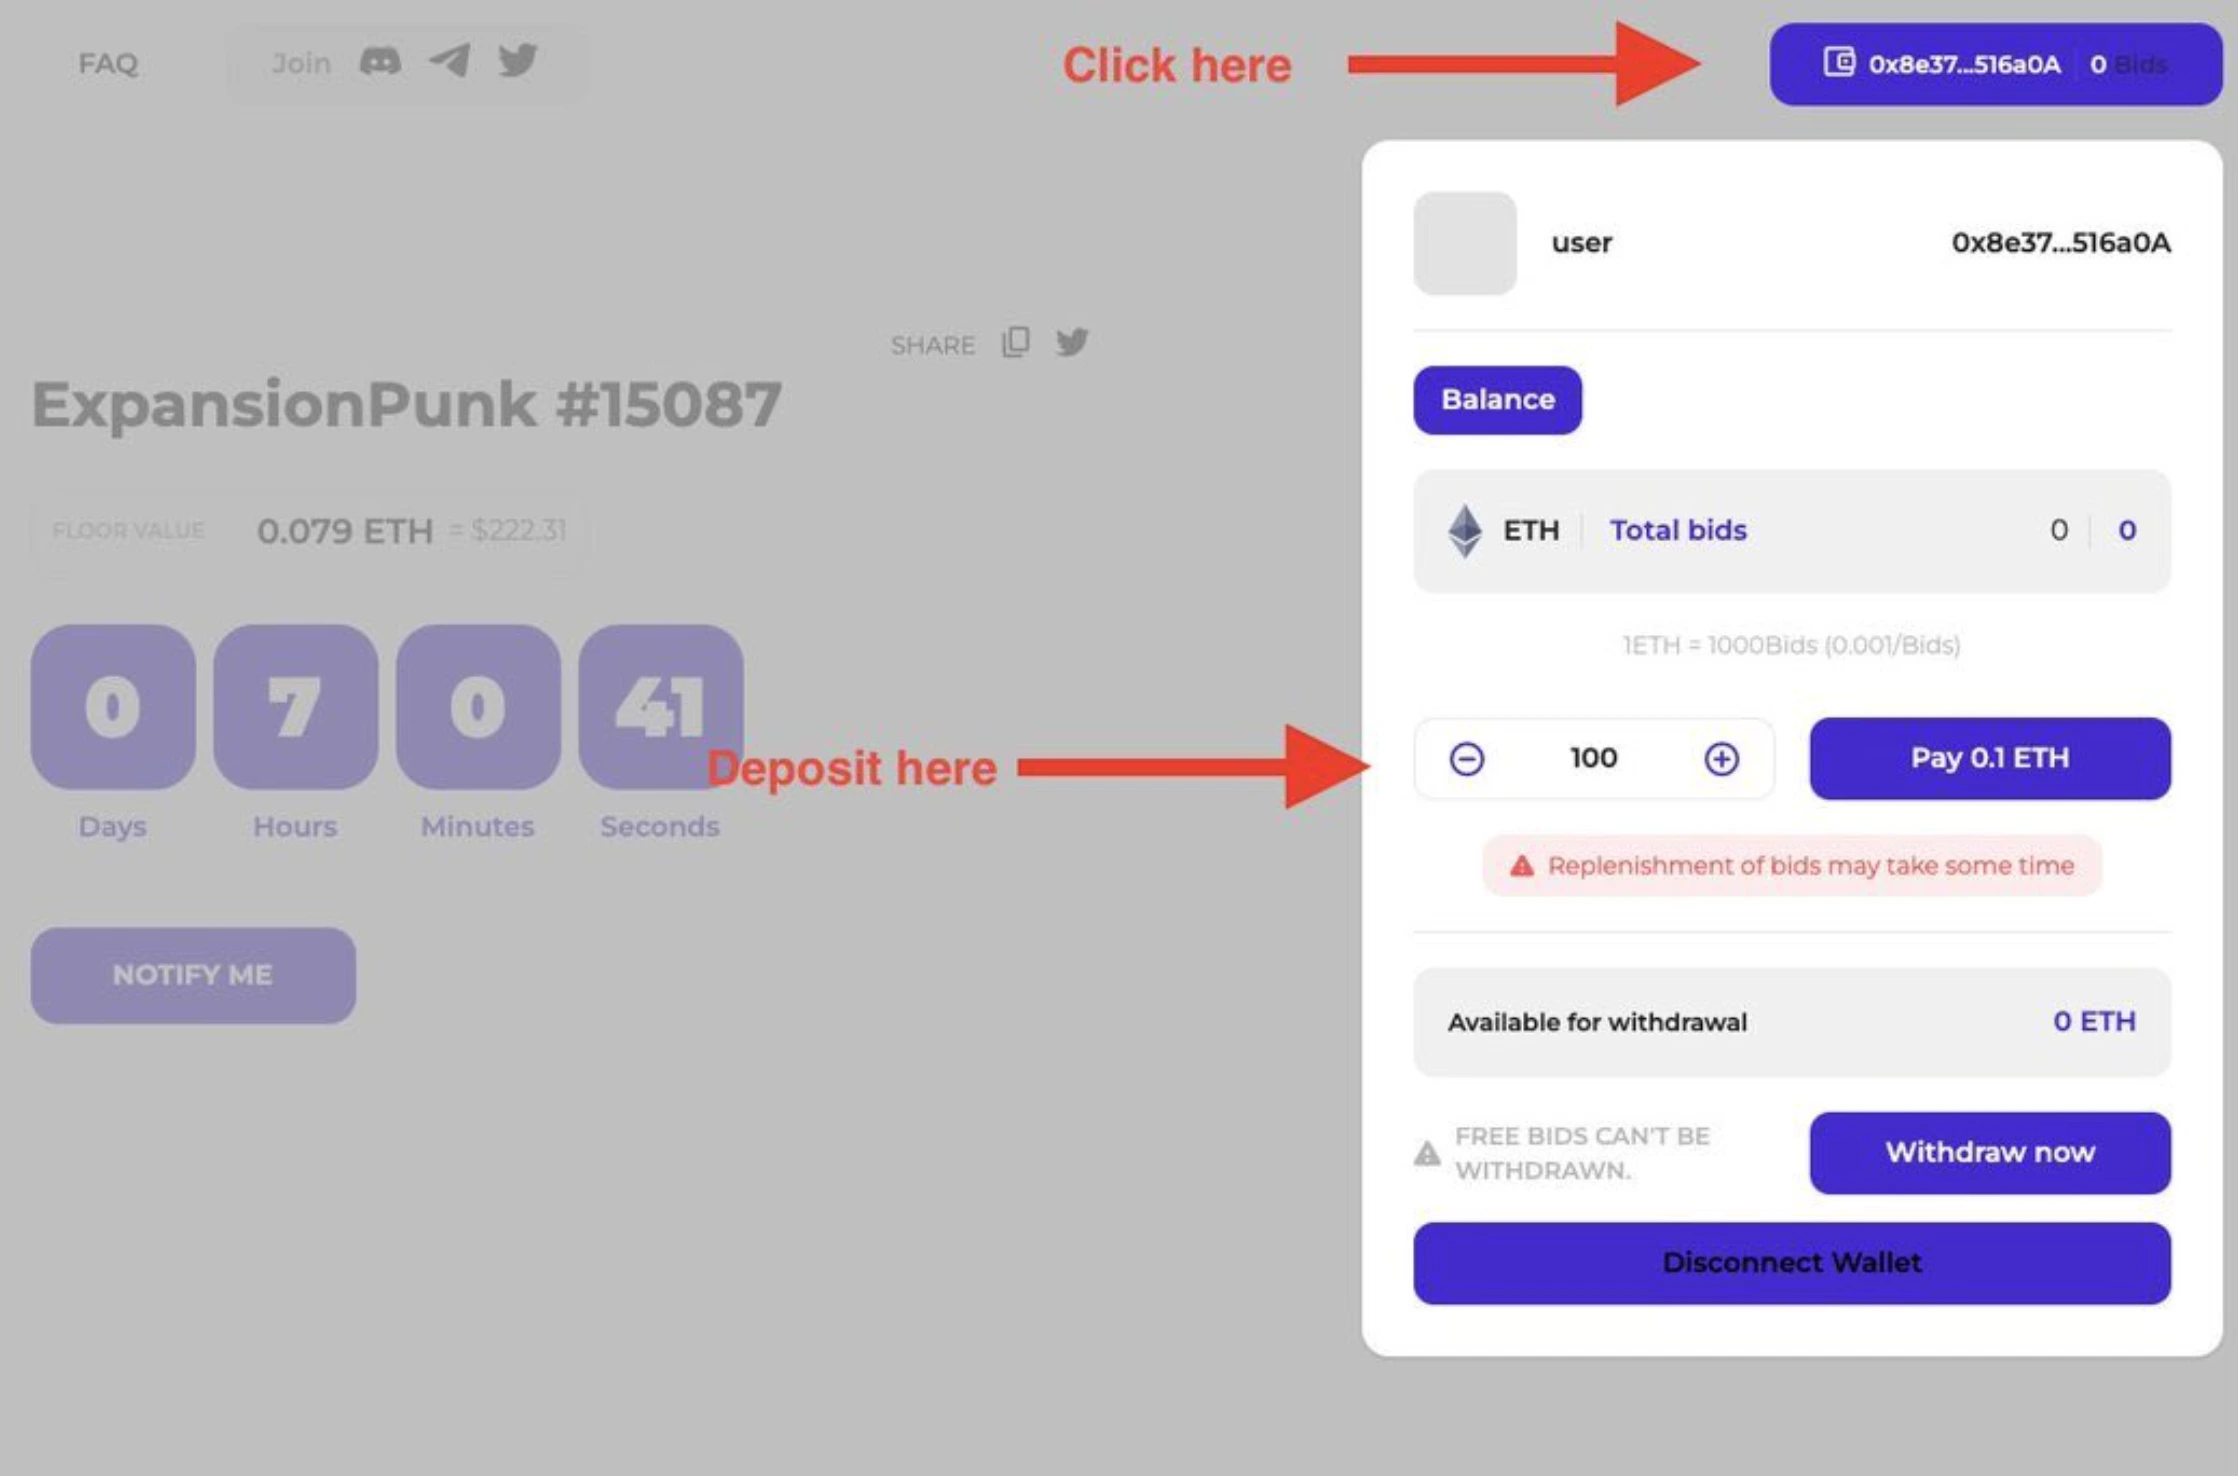 FAQ
Join
Click here
0x8e37...516a0A
0 Bids
user
0x8e37...516a0A
SHARE
ExpansionPunk #15087
Balance
FLOOR VALUE 0.079 ETH = $222.31
ETH Total bids 0 0
1ETH = 1000Bids (0.001/Bids)
0 7 0 41
Days Hours Minutes Seconds
Deposit here
100
Pay 0.1 ETH
Replenishment of bids may take some time
NOTIFY ME
Available for withdrawal 0 ETH
FREE BIDS CAN'T BE
WITHDRAWN.
Withdraw now
Disconnect Wallet